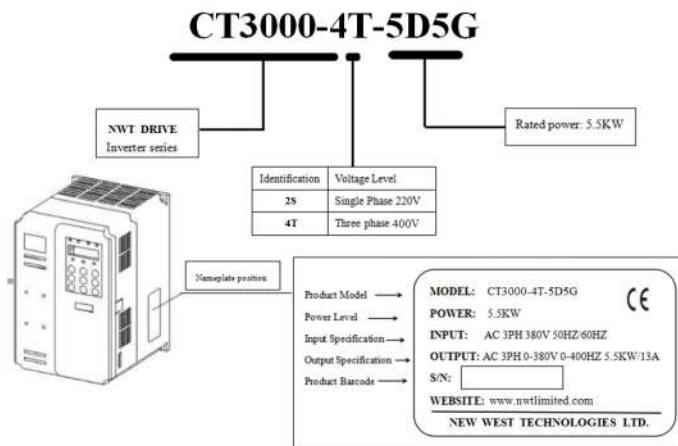 CT3000-4T-5D5G
NWT DRIVE
Inverter series
Rated power: 5.5KW
Identification Voltage Level
2S Single Phase 220V
4T Three phase 400V
Nameplate position
Product Model
Power Level
Input Specification
Output Specification
Product Barcode
MODEL: CT3000-4T-5D5G
CE
POWER: 5.5KW
INPUT: AC 3PH 380V 50HZ/60HZ
OUTPUT: AC 3PH 0-380V 0-400HZ 5.5KW/13A
S/N:
WEBSITE: www.nwtlimited.com
NEW WEST TECHNOLOGIES LTD.